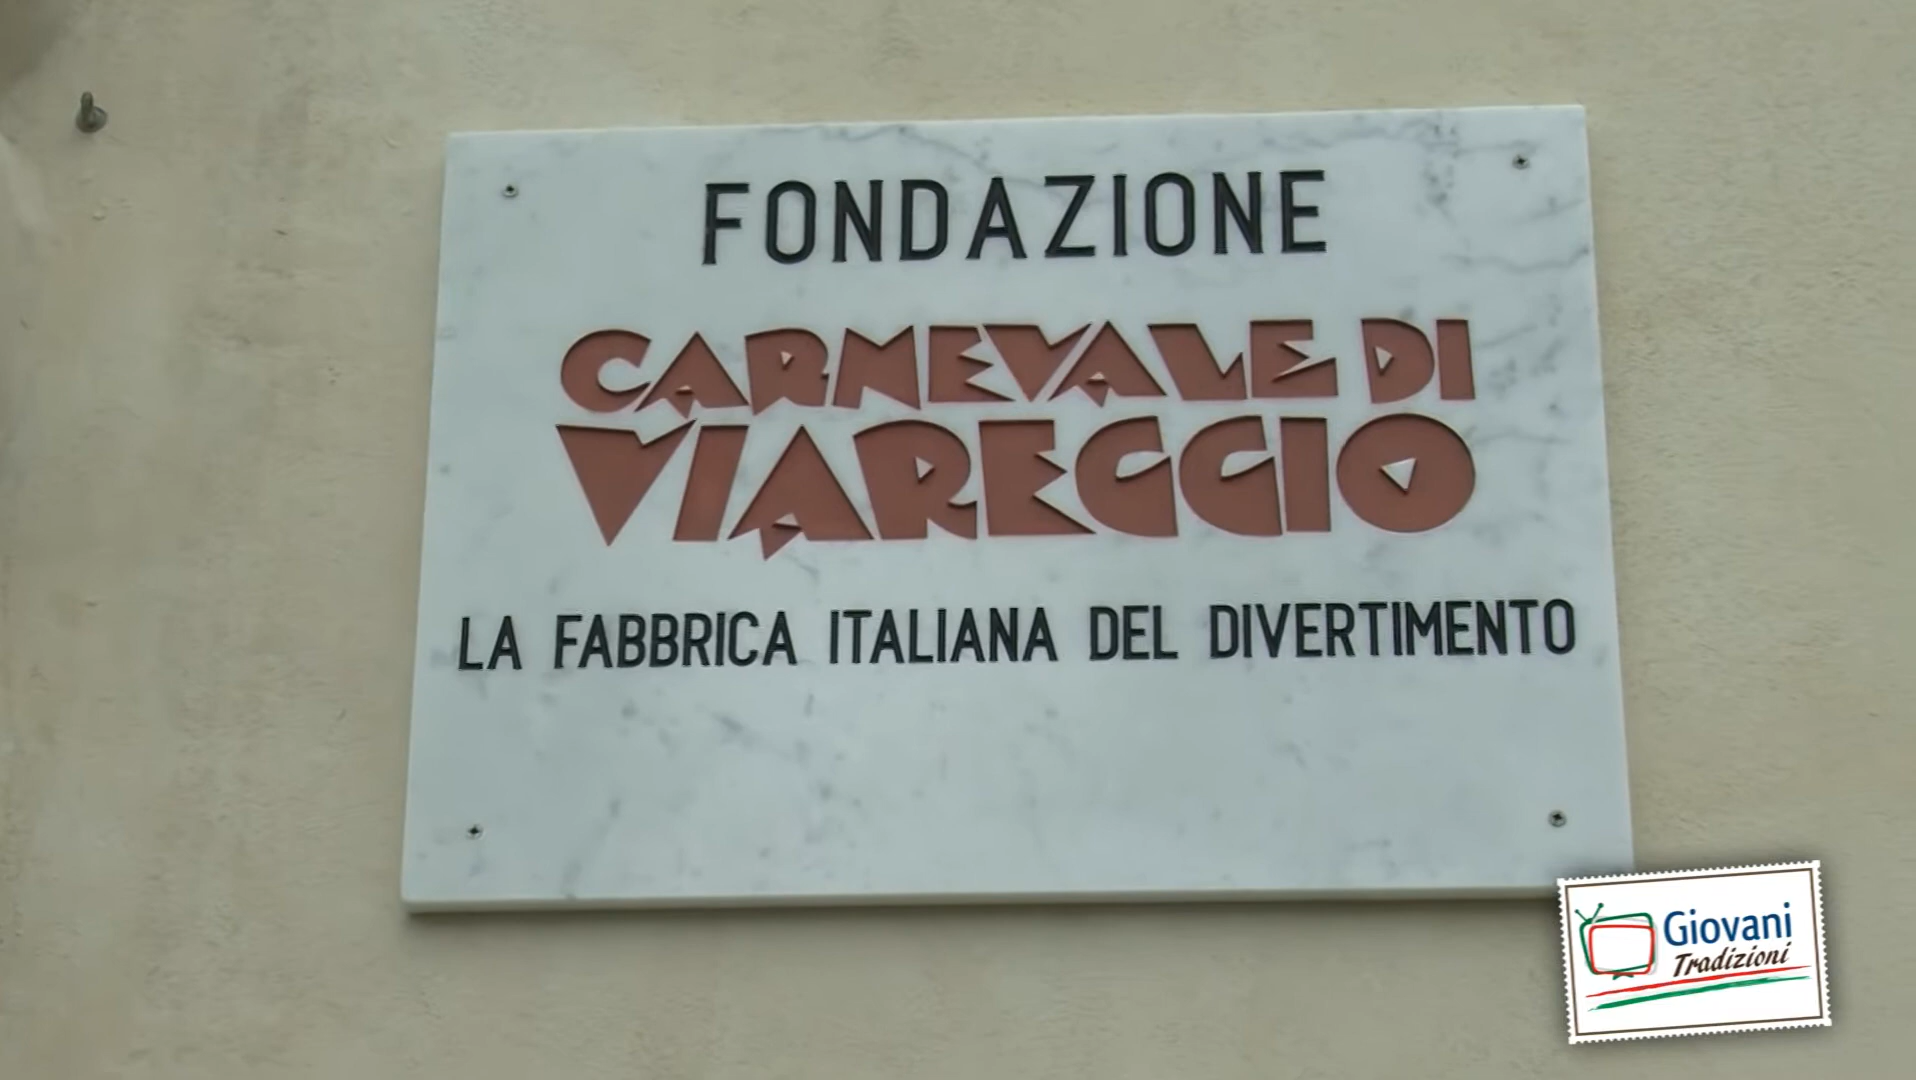 FONDAZIONE
CARNEVALE DI
VIAREGGIO
LA FABBRICA ITALIANA DEL DIVERTIMENTO
Giovani
Tradizioni